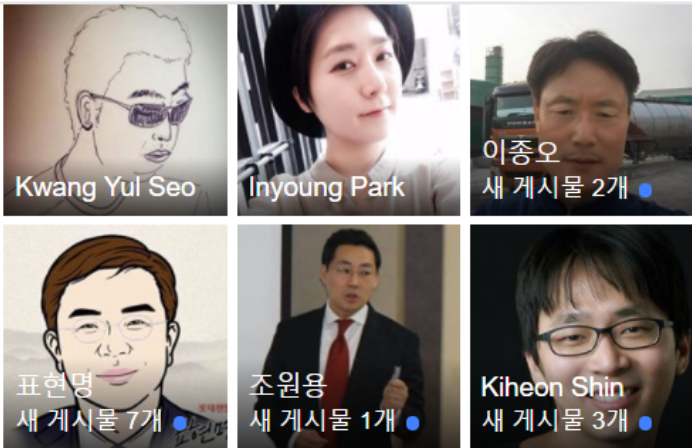 Kwang Yul Seo
Inyoung Park
이종오
새 게시물 2개
표현명
새 게시물 7개
조원용
새 게시물 1개
Kiheon Shin
새 게시물 3개